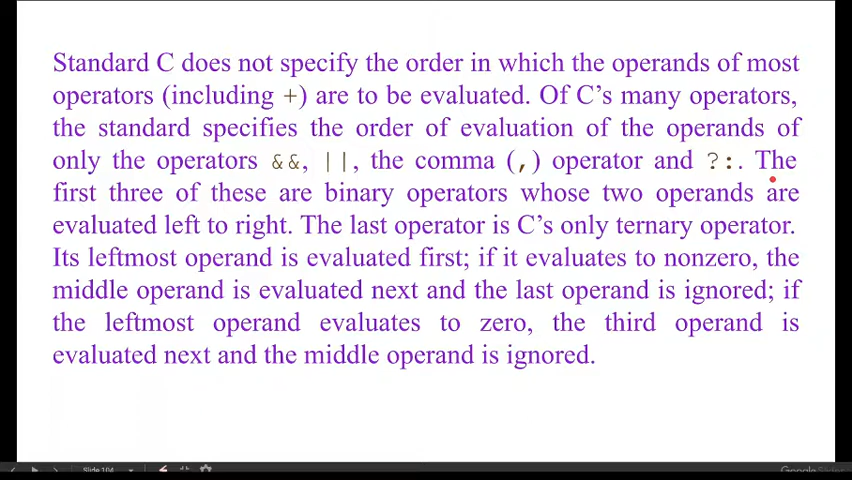 Standard C does not specify the order in which the operands of most
operators (including +) are to be evaluated. Of C's many operators,
the standard specifies the order of evaluation of the operands of
only the operators &&, ||, the comma (,) operator and ?:. The
first three of these are binary operators whose two operands are
evaluated left to right. The last operator is C's only ternary operator.
Its leftmost operand is evaluated first; if it evaluates to nonzero, the
middle operand is evaluated next and the last operand is ignored; if
the leftmost operand evaluates to zero, the third operand is
evaluated next and the middle operand is ignored.
Slide 104
Google Slides